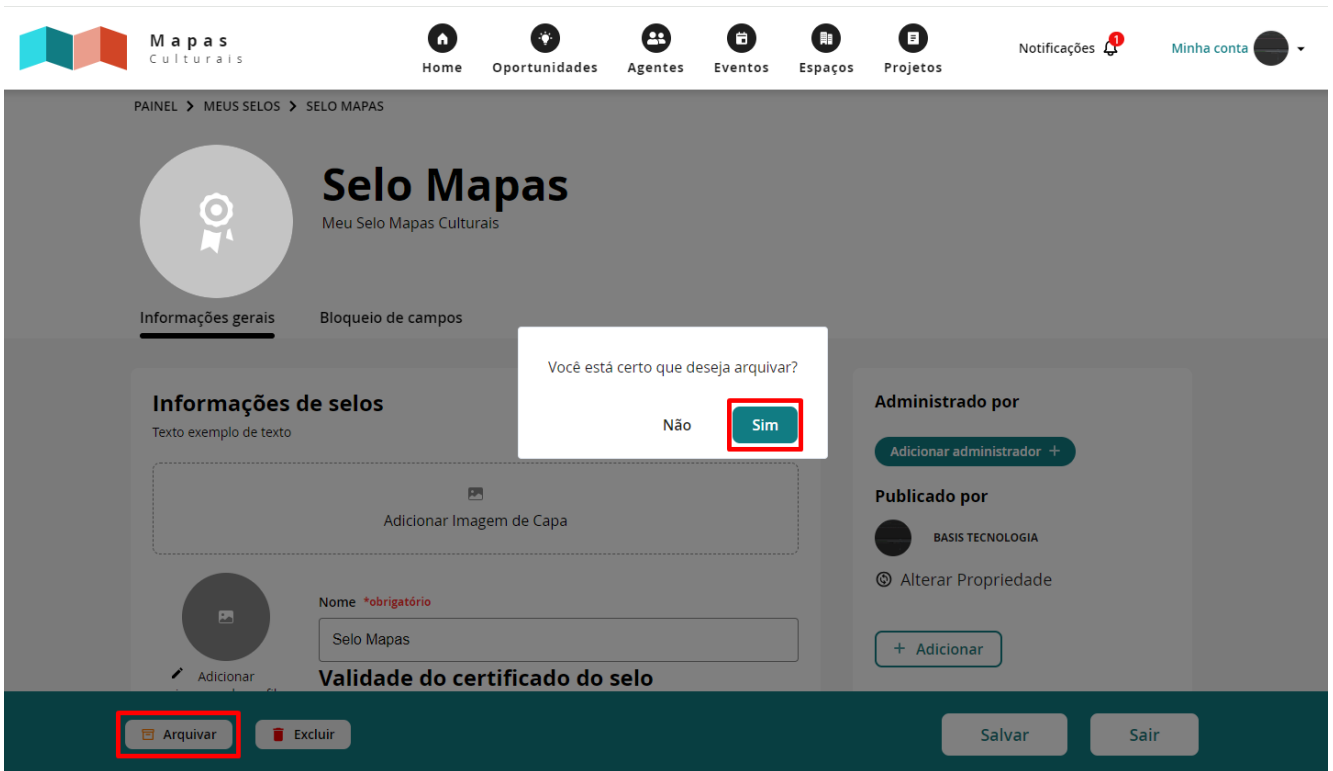 Mapas
Culturais
Home
Oportunidades
Agentes
Eventos
Espaços
Projetos
Notificações 1
Minha conta
PAINEL > MEUS SELOS > SELO MAPAS
Selo Mapas
Meu Selo Mapas Culturais
Informações gerais
Bloqueio de campos
Você está certo que deseja arquivar?
Não
Sim
Informações de selos
Texto exemplo de texto
Adicionar Imagem de Capa
Nome *obrigatório
Selo Mapas
Adicionar
Validade do certificado do selo
Administrado por
Adicionar administrador +
Publicado por
BASIS TECNOLOGIA
Alterar Propriedade
+ Adicionar
Arquivar
Excluir
Salvar
Sair